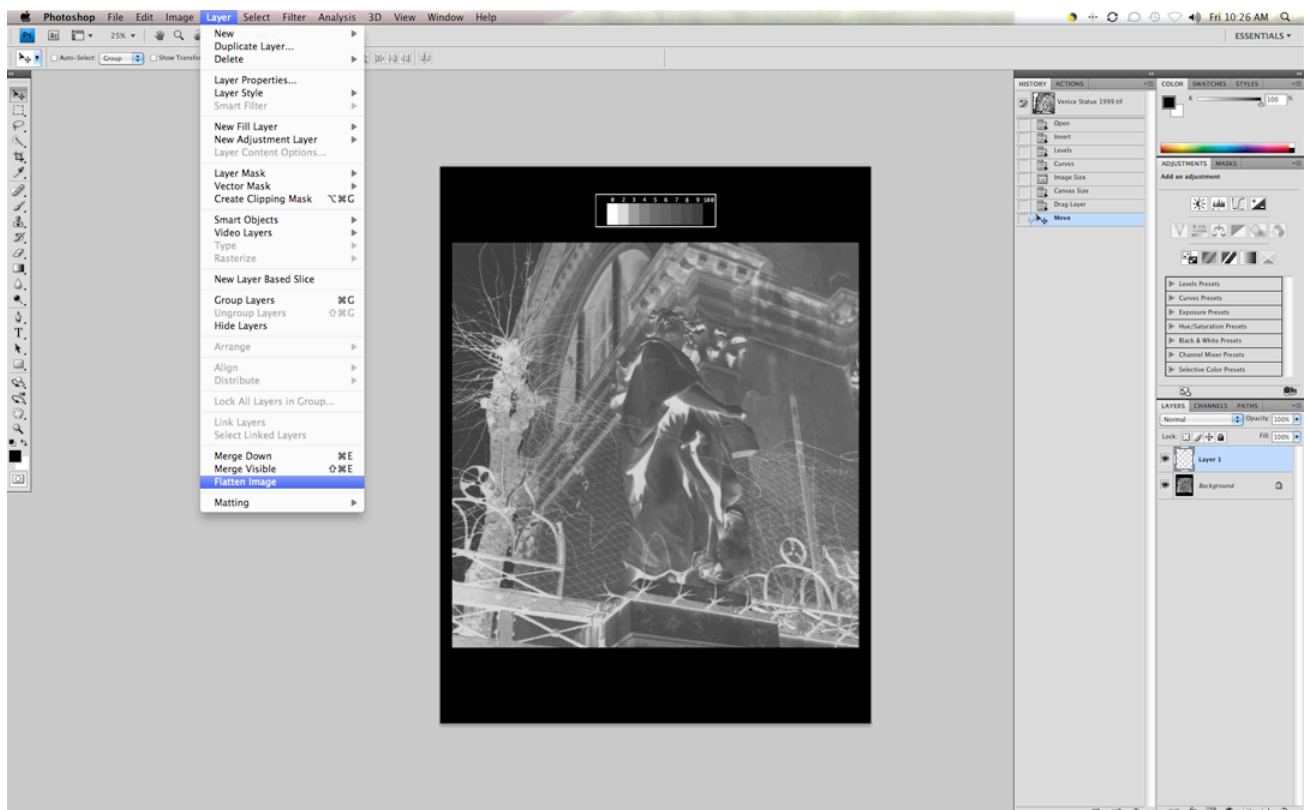 Photoshop File Edit Image Layer Select Filter Analysis 3D View Window Help Fri 10:26 AM
Ps Br 25% ESSENTIALS
Auto-Select: Group Show Transfo
New
Duplicate Layer...
Delete
Layer Properties...
Layer Style
Smart Filter
New Fill Layer
New Adjustment Layer
Layer Content Options...
Layer Mask
Vector Mask
Create Clipping Mask ⌥⌘G
Smart Objects
Video Layers
Type
Rasterize
New Layer Based Slice
Group Layers ⌘G
Ungroup Layers ⇧⌘G
Hide Layers
Arrange
Align
Distribute
Lock All Layers in Group...
Link Layers
Select Linked Layers
Merge Down ⌘E
Merge Visible ⇧⌘E
Flatten Image
Matting
0 2 3 4 5 6 7 8 9 100
HISTORY ACTIONS
Venice Statue 1999.tif
Open
Invert
Levels
Curves
Image Size
Canvas Size
Drag Layer
Move
COLOR SWATCHES STYLES
K 100 %
ADJUSTMENTS MASKS
Add an adjustment
Levels Presets
Curves Presets
Exposure Presets
Hue/Saturation Presets
Black & White Presets
Channel Mixer Presets
Selective Color Presets
LAYERS CHANNELS PATHS
Normal Opacity: 100%
Lock: Fill: 100%
Layer 1
Background